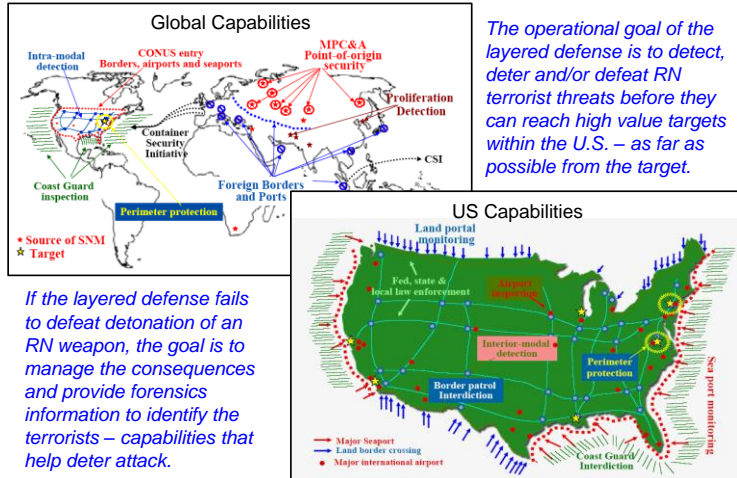 Global Capabilities
Intra-modal
detection
CONUS entry
Borders, airports and seaports
MPC&A
Point-of-origin
security
Proliferation
Detection
Container
Security
Initiative
CSI
Coast Guard
inspection
Foreign Borders
and Ports
Perimeter protection
Source of SNM
Target
The operational goal of the
layered defense is to detect,
deter and/or defeat RN
terrorist threats before they
can reach high value targets
within the U.S. – as far as
possible from the target.
If the layered defense fails
to defeat detonation of an
RN weapon, the goal is to
manage the consequences
and provide forensics
information to identify the
terrorists – capabilities that
help deter attack.
US Capabilities
Land portal
monitoring
Fed, state &
local law enforcement
Airport
inspection
Interior-modal
detection
Perimeter
protection
Border patrol
Interdiction
Sea port monitoring
Major Seaport
Land border crossing
Major international airport
Coast Guard
Interdiction